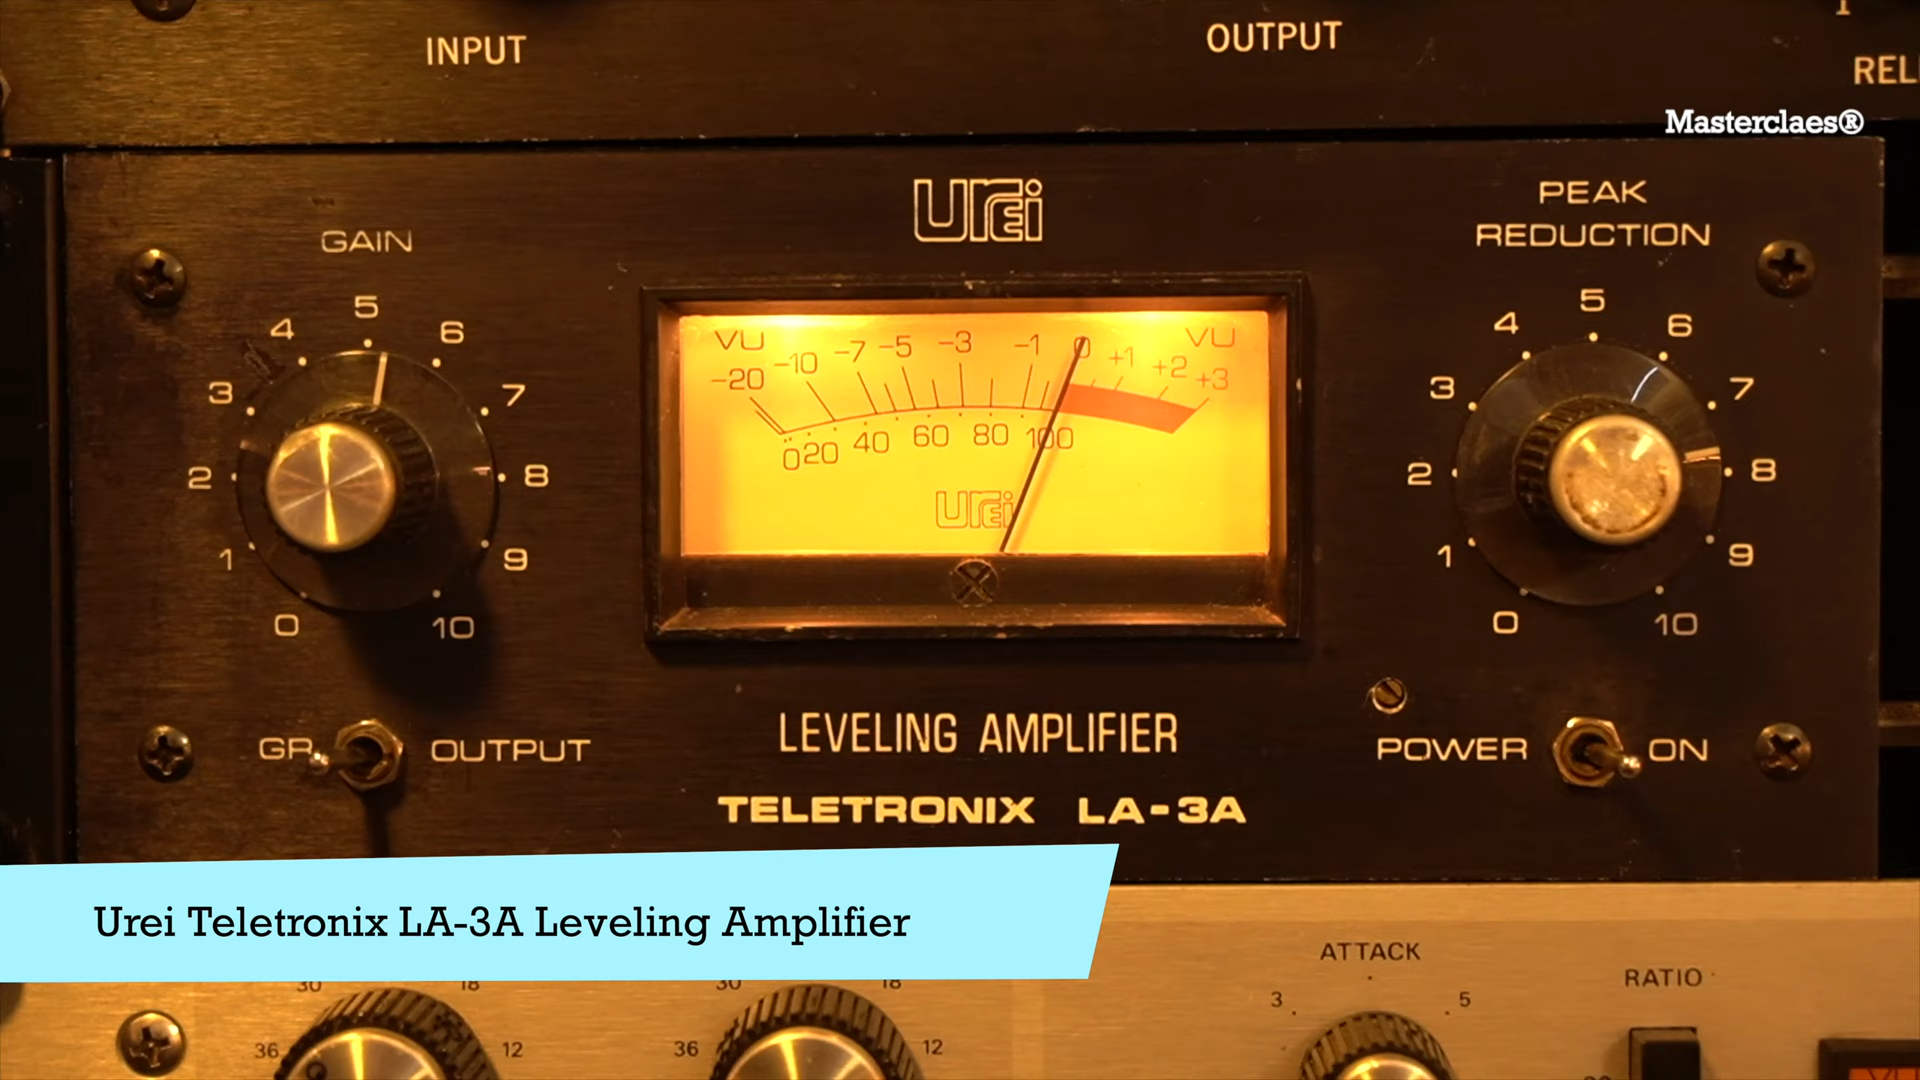 INPUT
OUTPUT
REL
Masterclaes®
UREI
PEAK
REDUCTION
GAIN
0 1 2 3 4 5 6 7 8 9 10
VU VU
-20 -10 -7 -5 -3 -1 0 +1 +2 +3
0 20 40 60 80 100
UREI
0 1 2 3 4 5 6 7 8 9 10
GR OUTPUT
LEVELING AMPLIFIER
POWER ON
TELETRONIX LA-3A
Urei Teletronix LA-3A Leveling Amplifier
ATTACK
RATIO
30 18 30 18 3 5
36 12 36 12